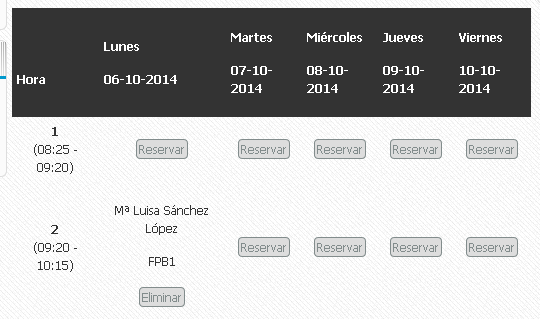 Hora
Lunes
06-10-2014
Martes
07-10-
2014
Miércoles
08-10-
2014
Jueves
09-10-
2014
Viernes
10-10-
2014
1
(08:25 -
09:20)
Reservar
Reservar
Reservar
Reservar
Reservar
2
(09:20 -
10:15)
Mª Luisa Sánchez
López
FPB1
Eliminar
Reservar
Reservar
Reservar
Reservar